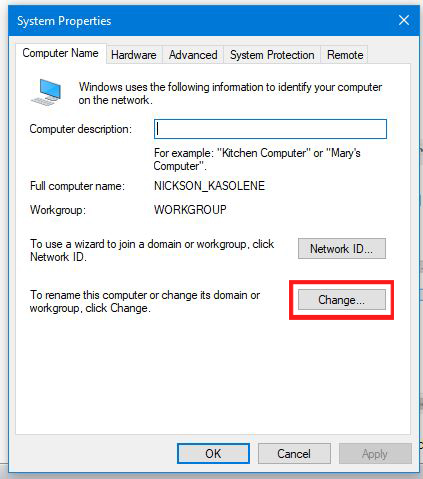 System Properties
Computer Name Hardware Advanced System Protection Remote
Windows uses the following information to identify your computer
on the network.
Computer description:
For example: "Kitchen Computer" or "Mary's
Computer".
Full computer name: NICKSON_KASOLENE
Workgroup: WORKGROUP
To use a wizard to join a domain or workgroup, click
Network ID.
Network ID...
To rename this computer or change its domain or
workgroup, click Change.
Change...
OK Cancel Apply